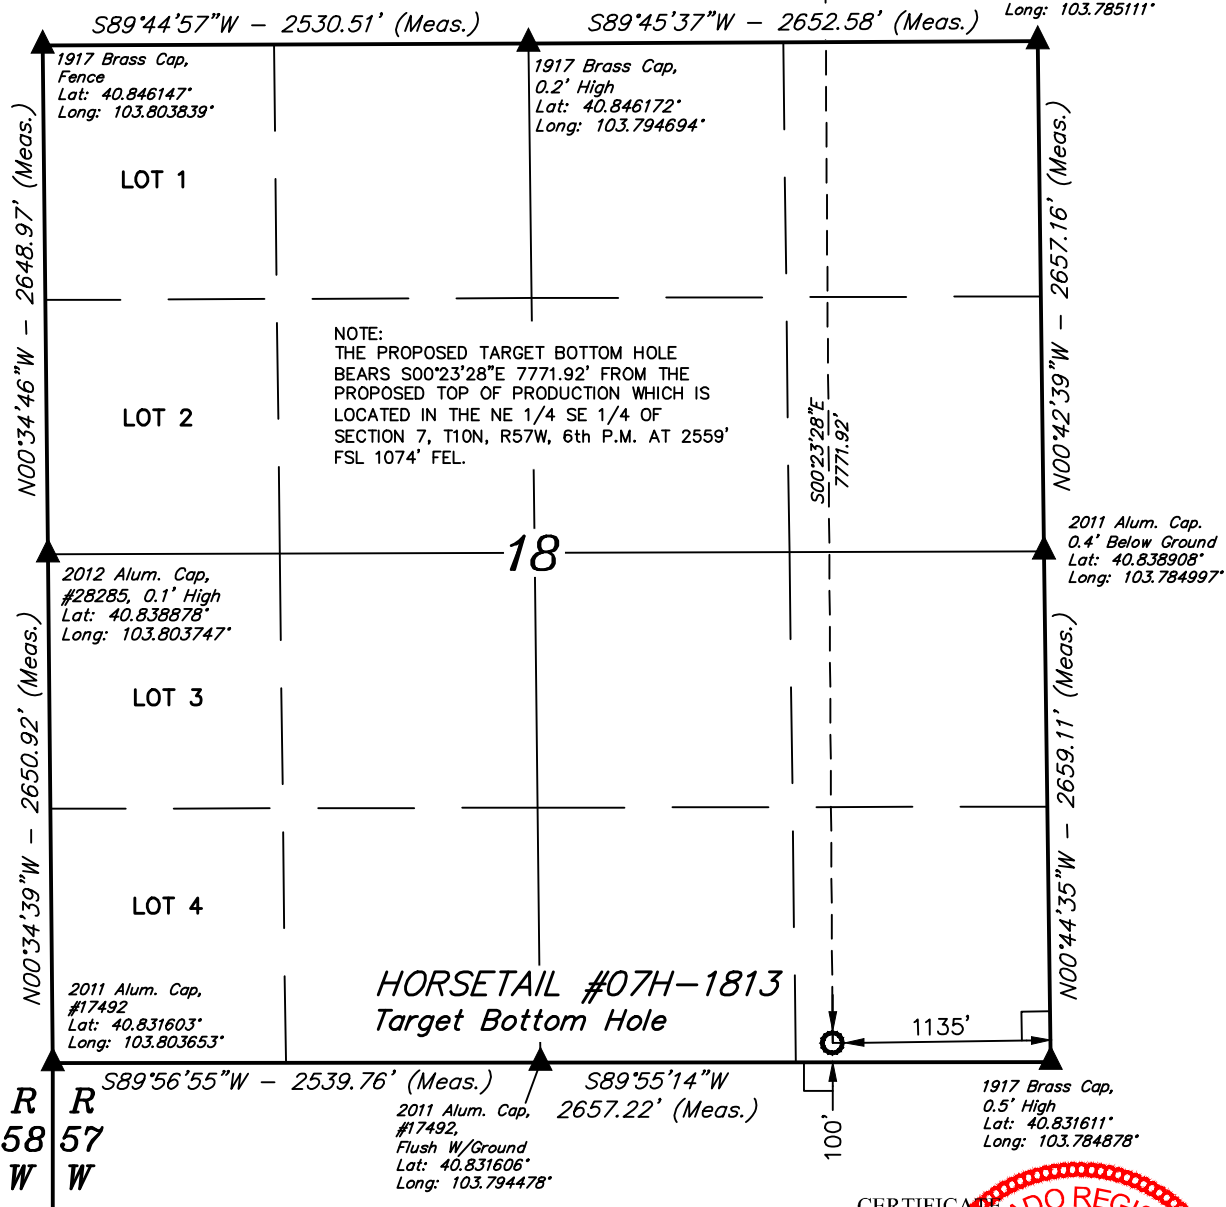 S89°44'57"W - 2530.51' (Meas.)
S89°45'37"W - 2652.58' (Meas.)
Long: 103.785111°
1917 Brass Cap,
Fence
Lat: 40.846147°
Long: 103.803839°
1917 Brass Cap,
0.2' High
Lat: 40.846172°
Long: 103.794694°
N00°34'46"W - 2648.97' (Meas.)
N00°42'39"W - 2657.16' (Meas.)
LOT 1
LOT 2
NOTE:
THE PROPOSED TARGET BOTTOM HOLE
BEARS S00°23'28"E 7771.92' FROM THE
PROPOSED TOP OF PRODUCTION WHICH IS
LOCATED IN THE NE 1/4 SE 1/4 OF
SECTION 7, T10N, R57W, 6th P.M. AT 2559'
FSL 1074' FEL.
S00°23'28"E
7771.92'
18
2011 Alum. Cap.
0.4' Below Ground
Lat: 40.838908°
Long: 103.784997°
2012 Alum. Cap,
#28285, 0.1' High
Lat: 40.838878°
Long: 103.803747°
N00°34'39"W - 2650.92' (Meas.)
N00°44'35"W - 2659.11' (Meas.)
LOT 3
LOT 4
HORSETAIL #07H-1813
Target Bottom Hole
1135'
2011 Alum. Cap,
#17492
Lat: 40.831603°
Long: 103.803653°
S89°56'55"W - 2539.76' (Meas.)
S89°55'14"W
2657.22' (Meas.)
100'
2011 Alum. Cap,
#17492,
Flush W/Ground
Lat: 40.831606°
Long: 103.794478°
1917 Brass Cap,
0.5' High
Lat: 40.831611°
Long: 103.784878°
R R
58 57
W W
CERTIFICATE